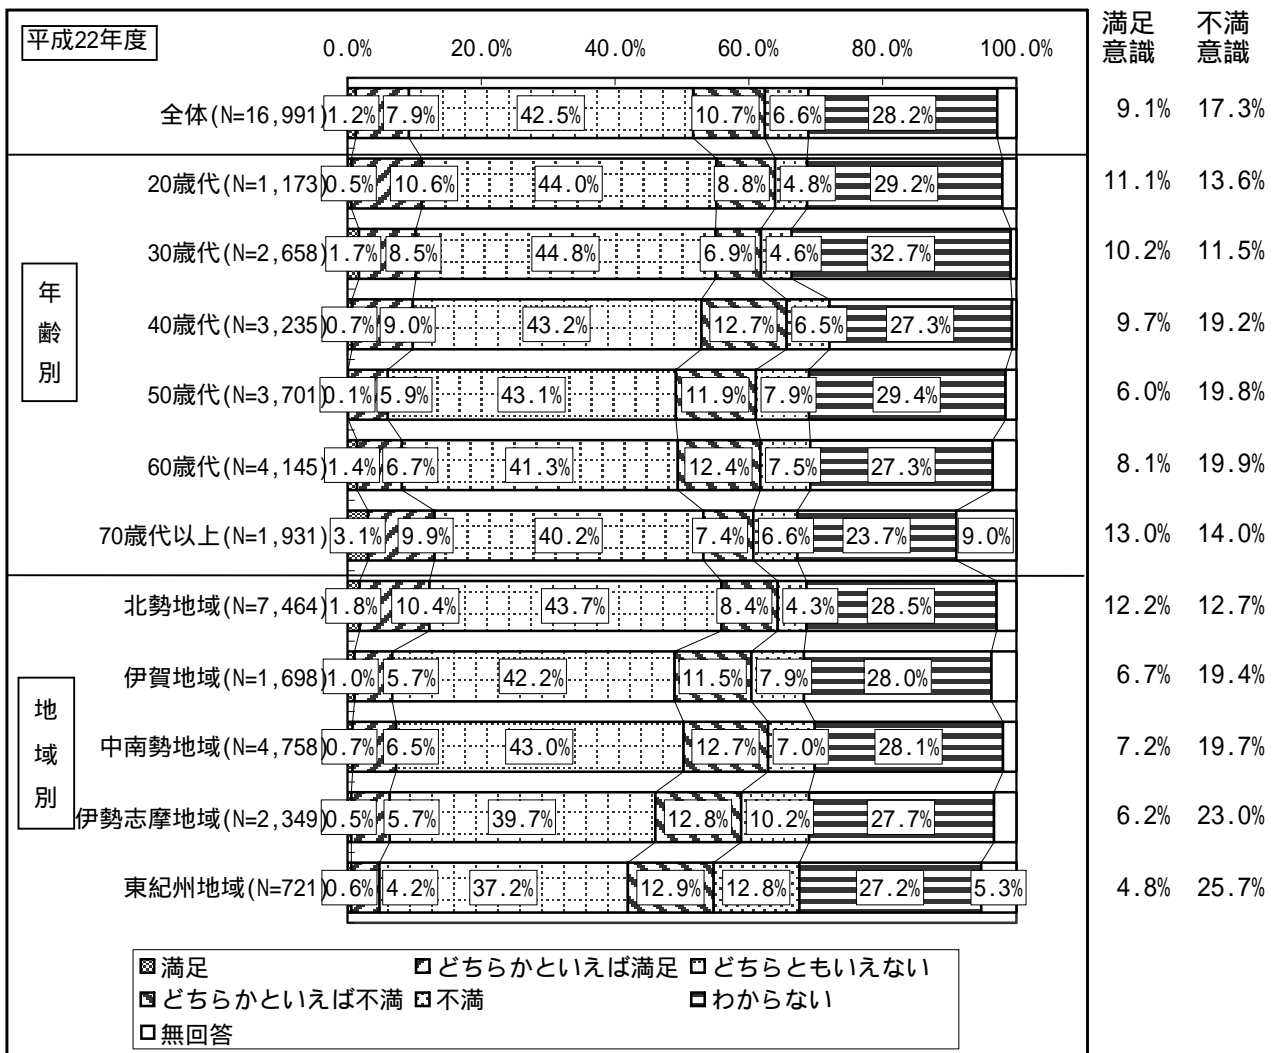 平成22年度
0.0% 20.0% 40.0% 60.0% 80.0% 100.0%
満足意識 不満意識
全体(N=16,991) 1.2% 7.9% 42.5% 10.7% 6.6% 28.2% 9.1% 17.3%
年齢別
20歳代(N=1,173) 0.5% 10.6% 44.0% 8.8% 4.8% 29.2% 11.1% 13.6%
30歳代(N=2,658) 1.7% 8.5% 44.8% 6.9% 4.6% 32.7% 10.2% 11.5%
40歳代(N=3,235) 0.7% 9.0% 43.2% 12.7% 6.5% 27.3% 9.7% 19.2%
50歳代(N=3,701) 0.1% 5.9% 43.1% 11.9% 7.9% 29.4% 6.0% 19.8%
60歳代(N=4,145) 1.4% 6.7% 41.3% 12.4% 7.5% 27.3% 8.1% 19.9%
70歳代以上(N=1,931) 3.1% 9.9% 40.2% 7.4% 6.6% 23.7% 9.0% 13.0% 14.0%
地域別
北勢地域(N=7,464) 1.8% 10.4% 43.7% 8.4% 4.3% 28.5% 12.2% 12.7%
伊賀地域(N=1,698) 1.0% 5.7% 42.2% 11.5% 7.9% 28.0% 6.7% 19.4%
中南勢地域(N=4,758) 0.7% 6.5% 43.0% 12.7% 7.0% 28.1% 7.2% 19.7%
伊勢志摩地域(N=2,349) 0.5% 5.7% 39.7% 12.8% 10.2% 27.7% 6.2% 23.0%
東紀州地域(N=721) 0.6% 4.2% 37.2% 12.9% 12.8% 27.2% 5.3% 4.8% 25.7%
満足 どちらかといえば満足 どちらともいえない
どちらかといえば不満 不満 わからない
無回答